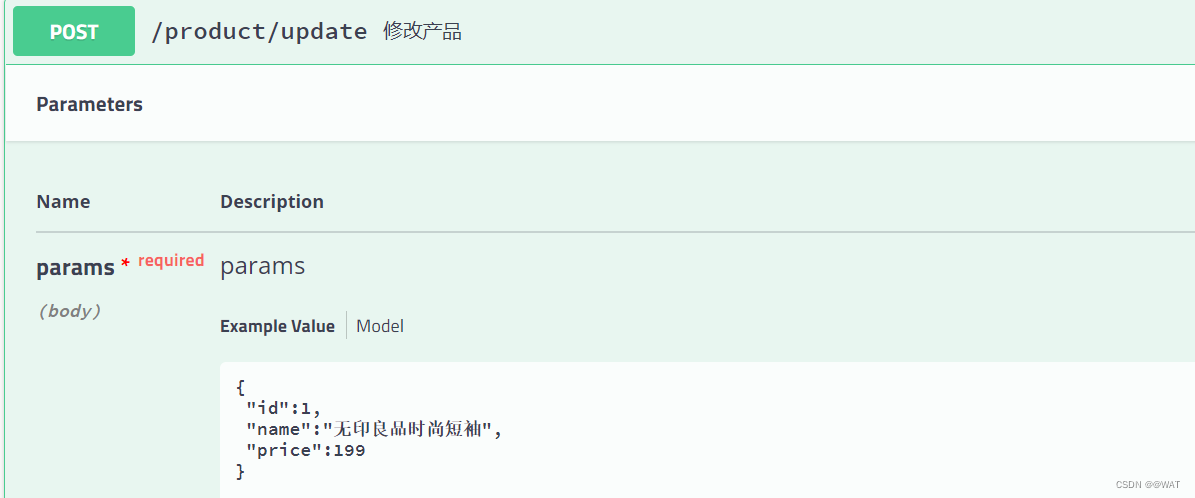 POST /product/update 修改产品
Parameters
Name Description
params * required params
(body)
Example Value Model
{
"id":1,
"name":"无印良品时尚短袖",
"price":199
}
CSDN @@WAT